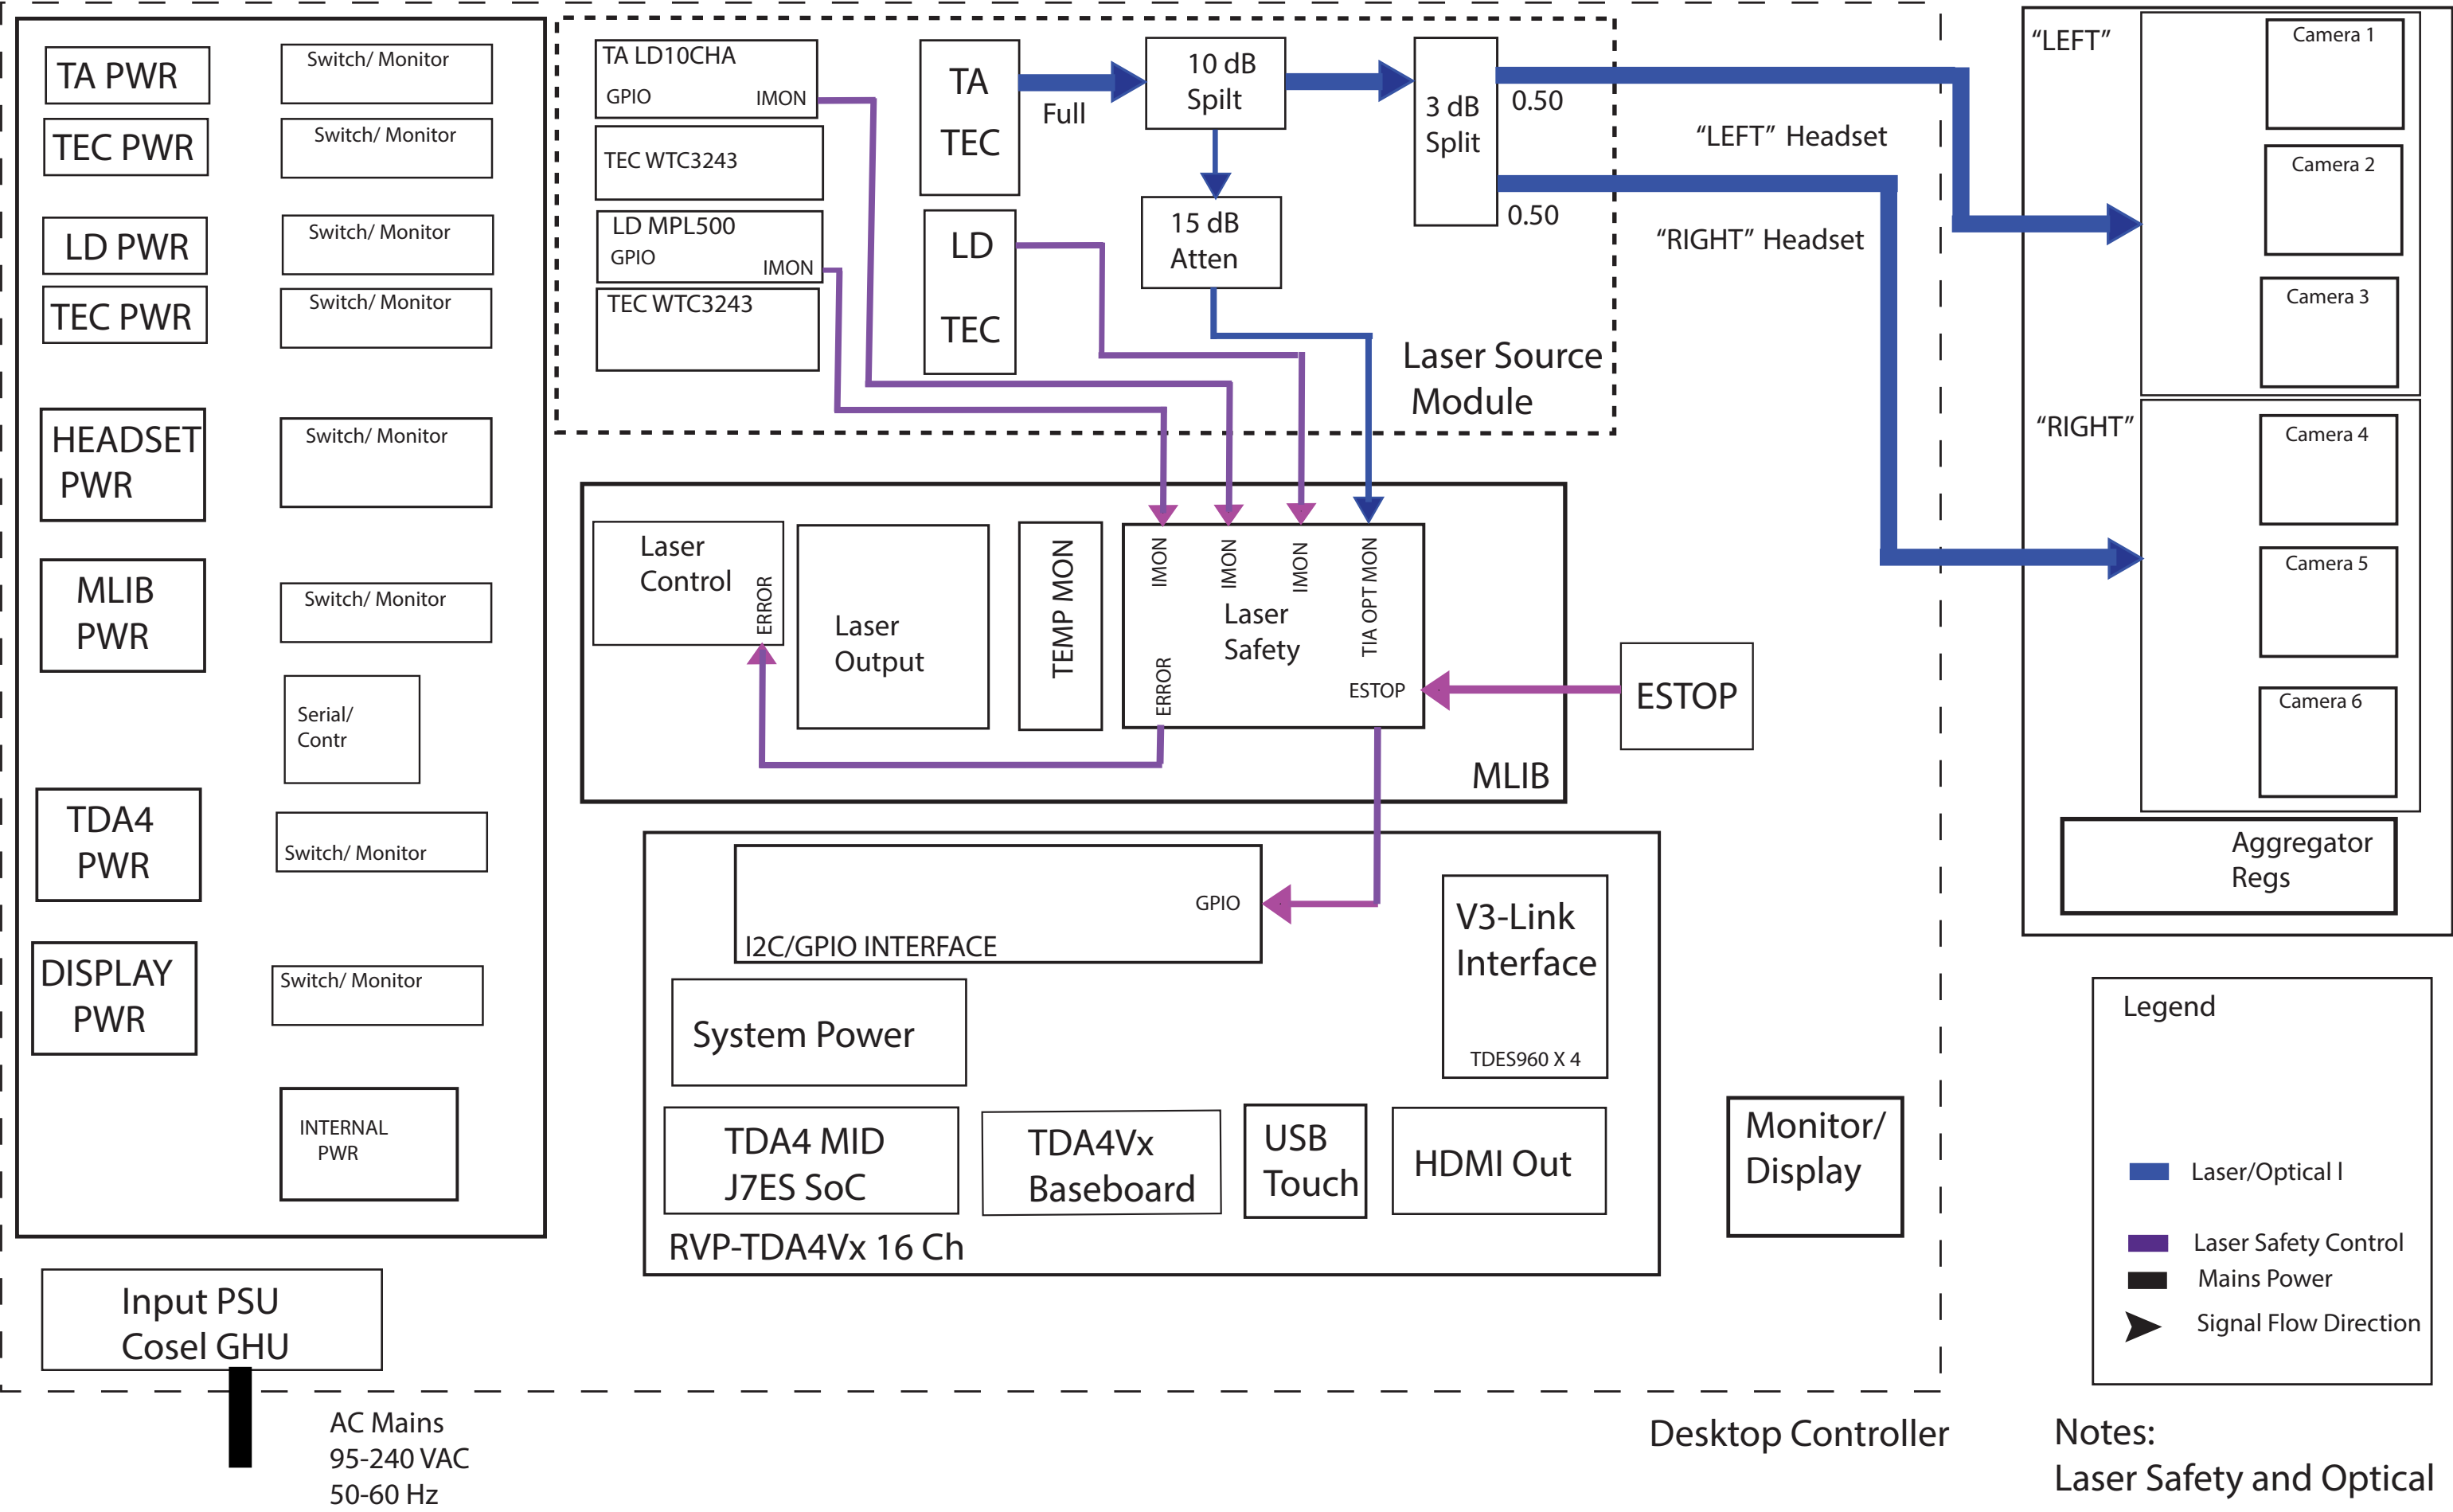 TA PWR
Switch/ Monitor
TEC PWR
Switch/ Monitor
LD PWR
Switch/ Monitor
TEC PWR
Switch/ Monitor
HEADSET
PWR
Switch/ Monitor
MLIB
PWR
Switch/ Monitor
Serial/
Contr
TDA4
PWR
Switch/ Monitor
DISPLAY
PWR
Switch/ Monitor
INTERNAL
PWR
Input PSU
Cosel GHU
AC Mains
95-240 VAC
50-60 Hz
TA LD10CHA
GPIO
IMON
TEC WTC3243
LD MPL500
GPIO
IMON
TEC WTC3243
TA
TEC
Full
LD
TEC
10 dB
Spilt
15 dB
Atten
3 dB
Split
0.50
0.50
"LEFT" Headset
"RIGHT" Headset
Laser Source
Module
Laser
Control
ERROR
Laser
Output
TEMP MON
IMON
IMON
IMON
TIA OPT MON
Laser
Safety
ERROR
ESTOP
MLIB
ESTOP
GPIO
I2C/GPIO INTERFACE
V3-Link
Interface
TDES960 X 4
System Power
TDA4 MID
J7ES SoC
TDA4Vx
Baseboard
USB
Touch
HDMI Out
RVP-TDA4Vx 16 Ch
Monitor/
Display
Desktop Controller
“LEFT”
Camera 1
Camera 2
Camera 3
“RIGHT”
Camera 4
Camera 5
Camera 6
Aggregator
Regs
Legend
Laser/Optical l
Laser Safety Control
Mains Power
Signal Flow Direction
Notes:
Laser Safety and Optical